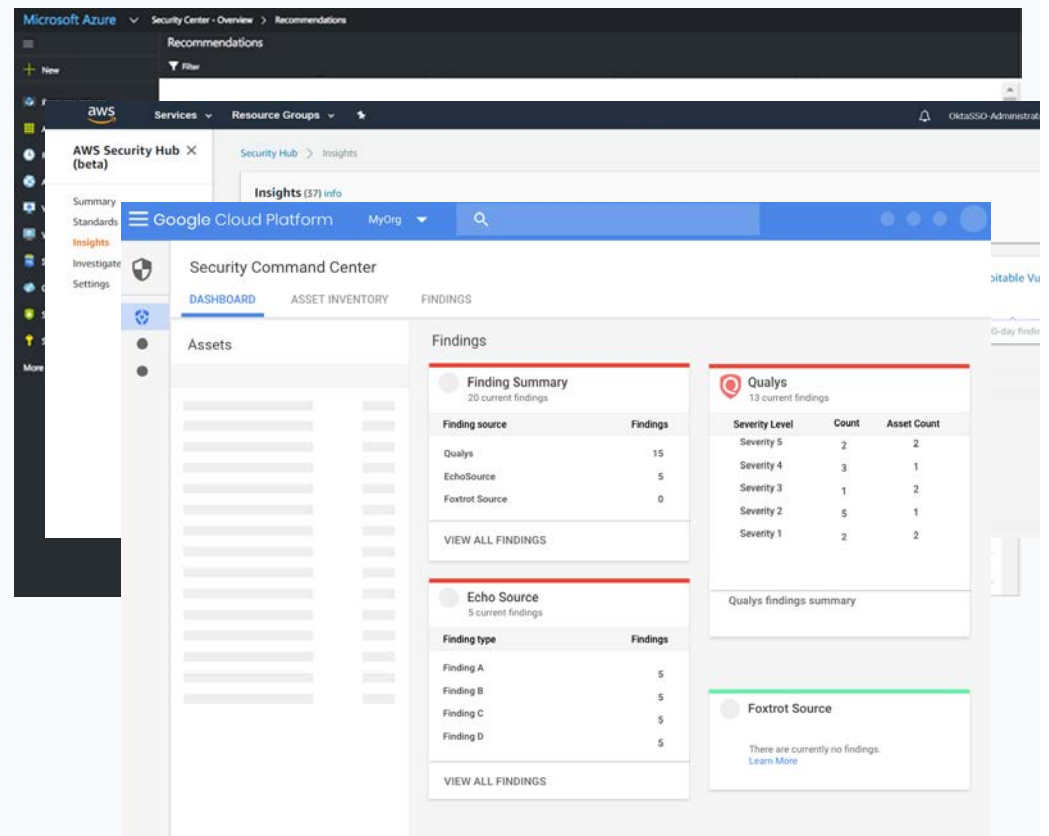 Microsoft Azure Security Center - Overview > Recommendations
Recommendations
Filter
New
More
aws Services Resource Groups
AWS Security Hub ✕
(beta)
Summary
Standards
Insights
Investigate
Settings
Security Hub > Insights
Insights (37) info
Google Cloud Platform MyOrg
Security Command Center
DASHBOARD ASSET INVENTORY FINDINGS
Assets
Findings
Finding Summary
20 current findings
Finding source Findings
Qualys 15
EchoSource 5
Foxtrot Source 0
VIEW ALL FINDINGS
Qualys
13 current findings
Severity Level Count Asset Count
Severity 5 2 2
Severity 4 3 1
Severity 3 1 2
Severity 2 5 1
Severity 1 2 2
Qualys findings summary
Echo Source
5 current findings
Finding type Findings
Finding A 5
Finding B 5
Finding C 5
Finding D 5
VIEW ALL FINDINGS
Foxtrot Source
There are currently no findings.
Learn More